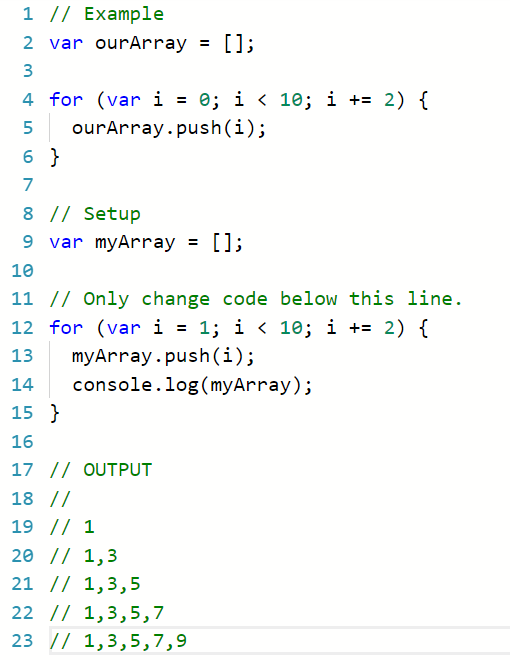 1 // Example
2 var ourArray = [];
3
4 for (var i = 0; i < 10; i += 2) {
5   ourArray.push(i);
6 }
7
8 // Setup
9 var myArray = [];
10
11 // Only change code below this line.
12 for (var i = 1; i < 10; i += 2) {
13   myArray.push(i);
14   console.log(myArray);
15 }
16
17 // OUTPUT
18 //
19 // 1
20 // 1,3
21 // 1,3,5
22 // 1,3,5,7
23 // 1,3,5,7,9